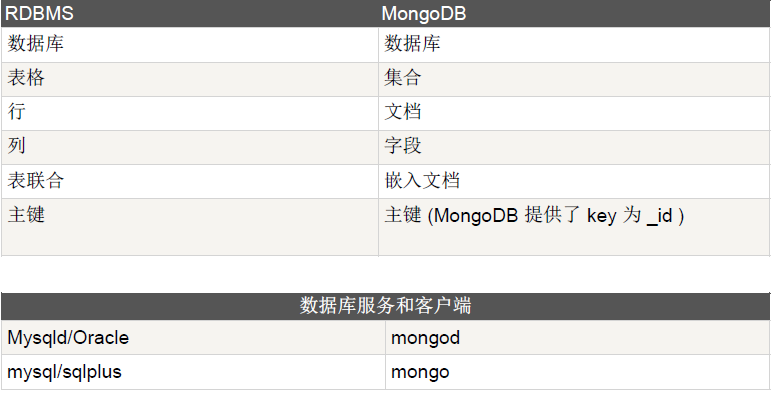 RDBMS MongoDB
数据库 数据库
表格 集合
行 文档
列 字段
表联合 嵌入文档
主键 主键 (MongoDB 提供了 key 为 _id )
数据库服务和客户端
Mysqld/Oracle mongod
mysql/sqlplus mongo